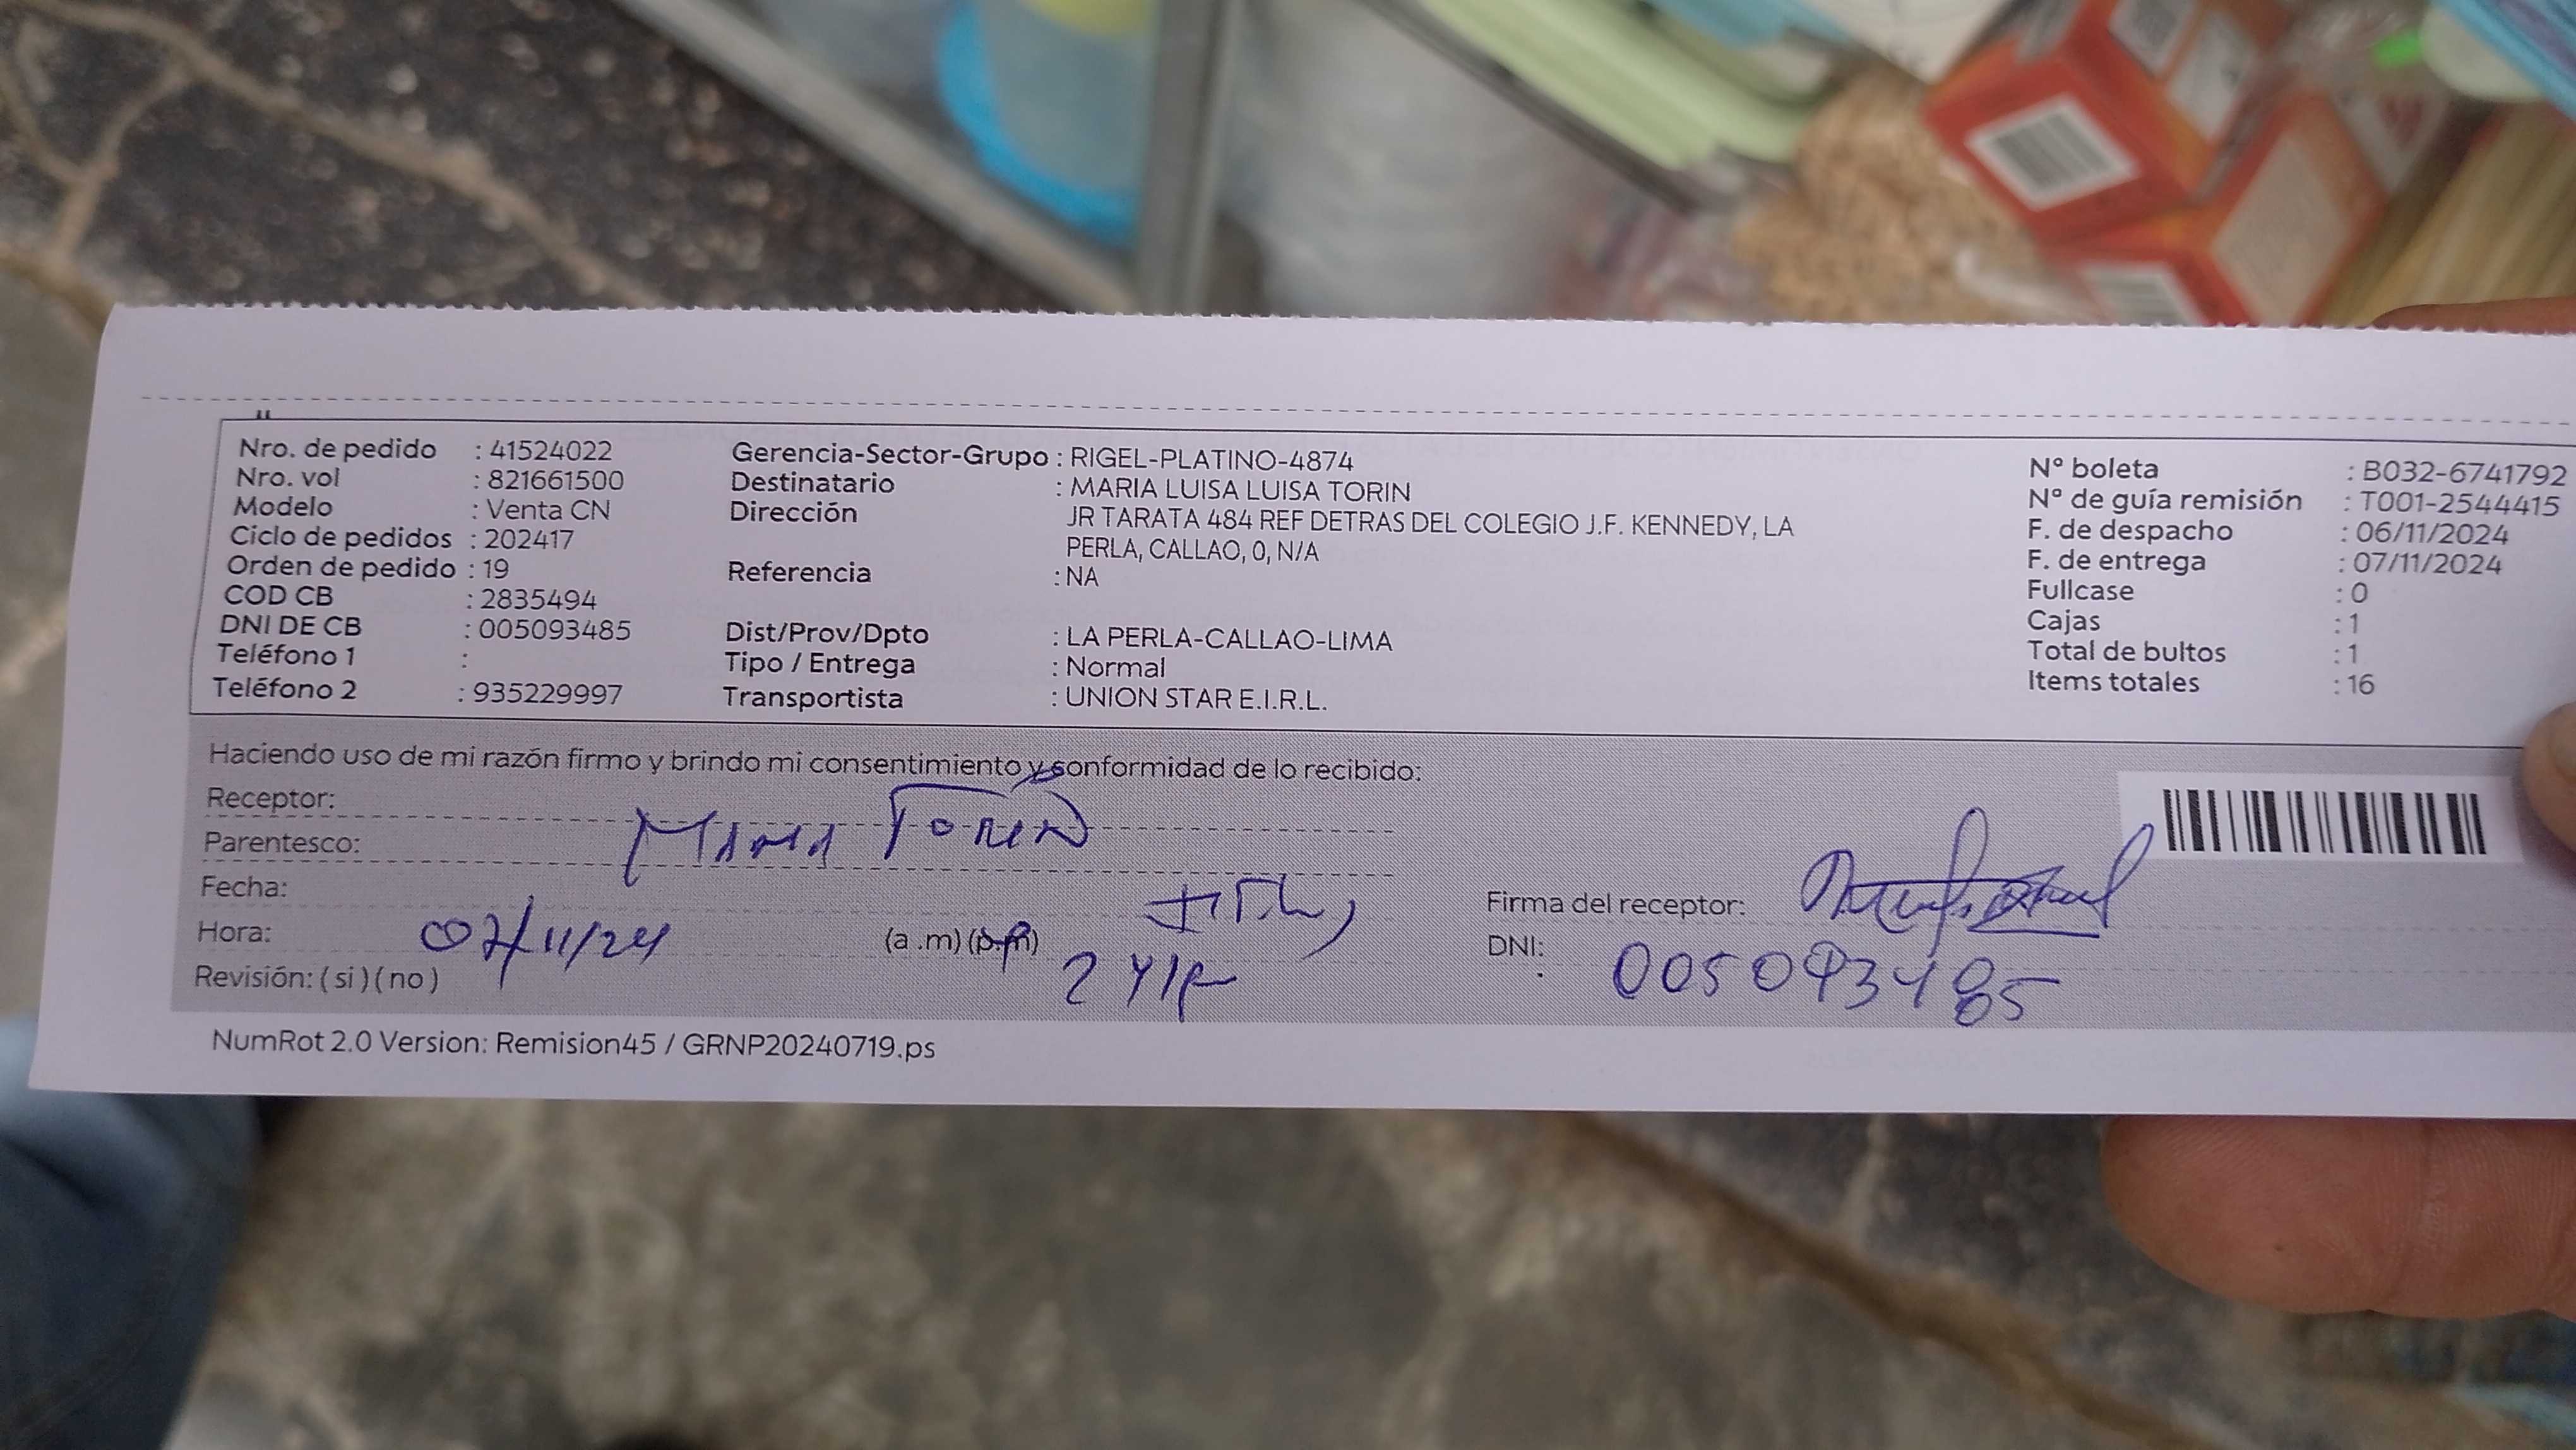 Nro. de pedido : 41524022
Nro. vol : 821661500
Modelo : Venta CN
Ciclo de pedidos : 202417
Orden de pedido : 19
COD CB : 2835494
DNI DE CB : 005093485
Teléfono 1 :
Teléfono 2 : 935229997
Gerencia-Sector-Grupo : RIGEL-PLATINO-4874
Destinatario : MARIA LUISA LUISA TORIN
Dirección JR TARATA 484 REF DETRAS DEL COLEGIO J.F. KENNEDY, LA
PERLA, CALLAO, 0, N/A
Referencia : NA
Dist/Prov/Dpto : LA PERLA-CALLAO-LIMA
Tipo / Entrega : Normal
Transportista : UNION STAR E.I.R.L.
N° boleta : B032-6741792
N° de guía remisión : T001-2544415
F. de despacho : 06/11/2024
F. de entrega : 07/11/2024
Fullcase : 0
Cajas : 1
Total de bultos : 1
Items totales : 16
Haciendo uso de mi razón firmo y brindo mi consentimiento y conformidad de lo recibido:
Receptor:
Maria Torin
Parentesco:
Fecha:
07/11/24
Hora: (a .m) (p.m)
Revisión: ( si ) ( no )
Firma del receptor:
DNI: 005093485
NumRot 2.0 Version: Remision45 / GRNP20240719.ps